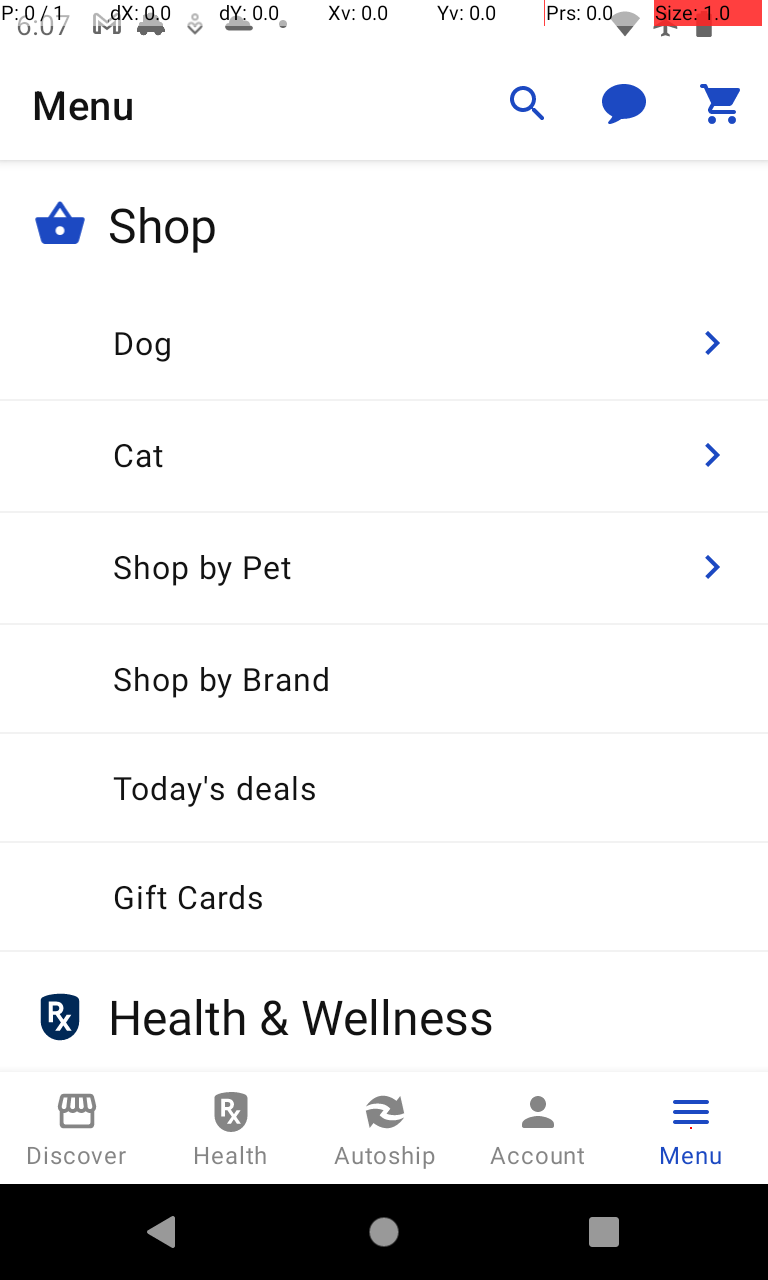 P: 0 / 1 dX: 0.0 dY: 0.0 Xv: 0.0 Yv: 0.0 Prs: 0.0 Size: 1.0
6:07
Menu
Shop
Dog
Cat
Shop by Pet
Shop by Brand
Today's deals
Gift Cards
Rx Health & Wellness
Rx
Discover Health Autoship Account Menu